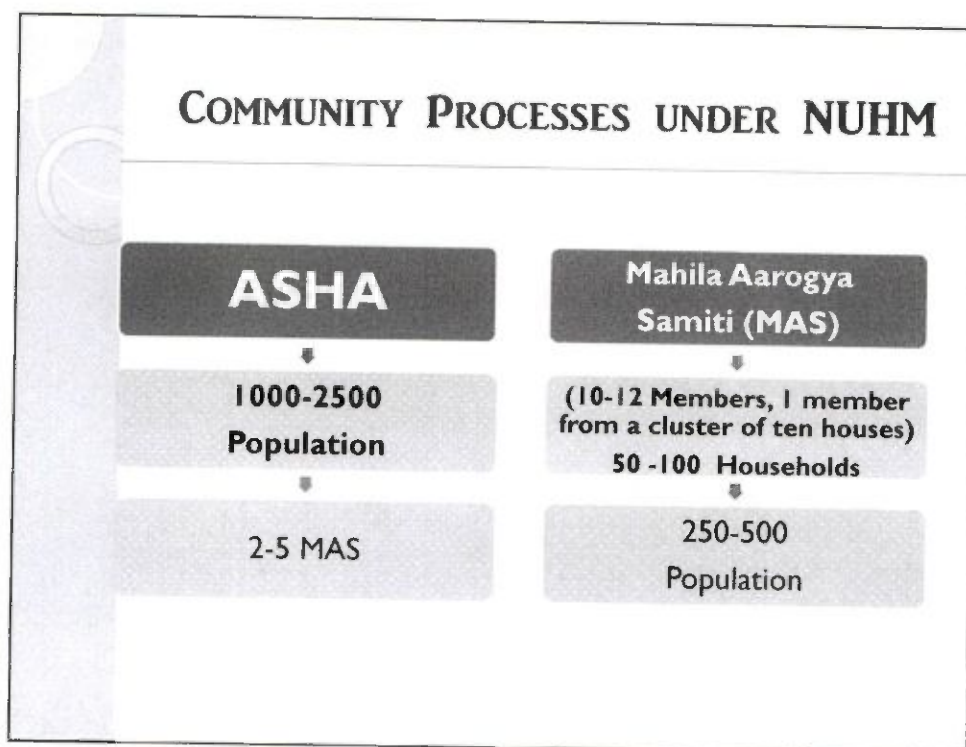 COMMUNITY PROCESSES UNDER NUHM
ASHA
1000-2500
Population
2-5 MAS
Mahila Aarogya
Samiti (MAS)
(10-12 Members, 1 member
from a cluster of ten houses)
50 -100 Households
250-500
Population